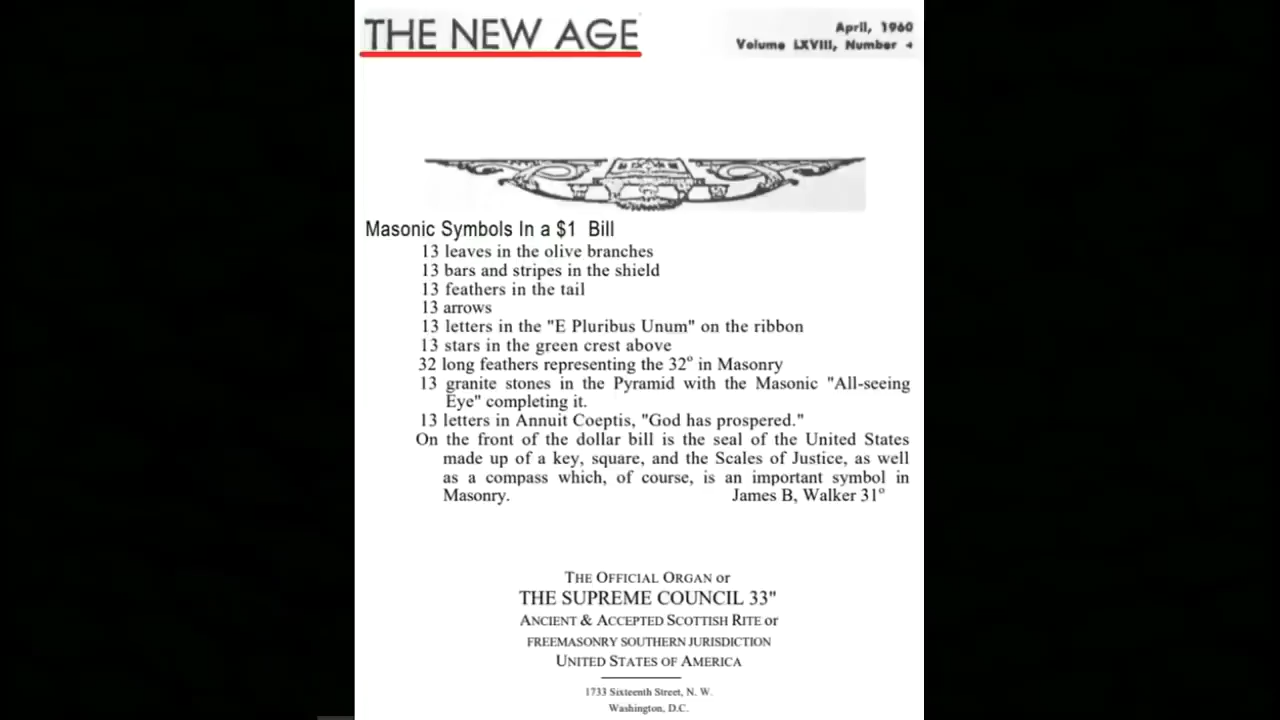 THE NEW AGE
April, 1960
Volume LXVIII, Number 4
Masonic Symbols In a $1 Bill
13 leaves in the olive branches
13 bars and stripes in the shield
13 feathers in the tail
13 arrows
13 letters in the "E Pluribus Unum" on the ribbon
13 stars in the green crest above
32 long feathers representing the 32º in Masonry
13 granite stones in the Pyramid with the Masonic "All-seeing
Eye" completing it.
13 letters in Annuit Coeptis, "God has prospered."
On the front of the dollar bill is the seal of the United States
made up of a key, square, and the Scales of Justice, as well
as a compass which, of course, is an important symbol in
Masonry. James B, Walker 31º
THE OFFICIAL ORGAN or
THE SUPREME COUNCIL 33"
ANCIENT & ACCEPTED SCOTTISH RITE or
FREEMASONRY SOUTHERN JURISDICTION
UNITED STATES OF AMERICA
1733 Sixteenth Street, N. W.
Washington, D.C.